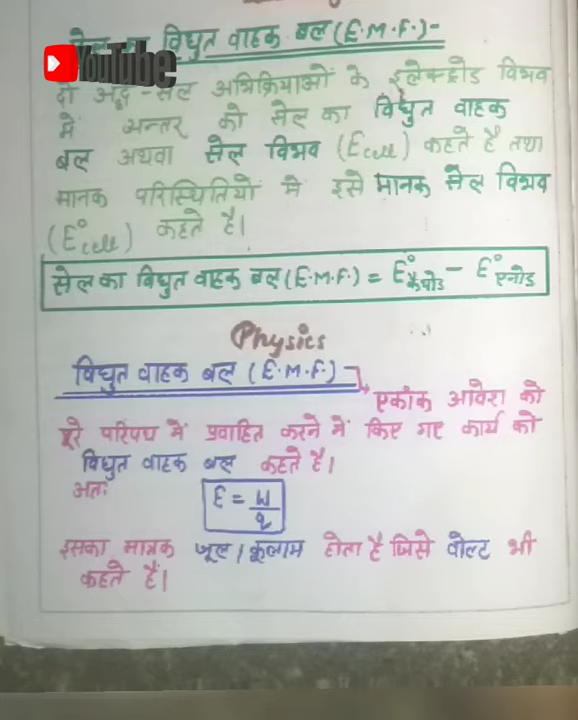 विद्युत वाहक बल (E.M.F.)-
YouTube
दो अर्द्ध-सेल अभिक्रियाओं के इलेक्ट्रोड विभव
में अन्तर को सेल का विद्युत वाहक
बल अथवा सेल विभव (Ecell) कहते है तथा
मानक परिस्थितियों में इसे मानक सेल विभव
(E°cell) कहते है।
सेल का विद्युत वाहक बल (E.M.F.) = E°कैथोड - E°एनोड
Physics
विद्युत वाहक बल (E.M.F.) -
एकांक आवेश को
पूरे परिपथ में प्रवाहित करने में किए गए कार्य को
विद्युत वाहक बल कहते है।
अतः
E = W/q
इसका मात्रक जूल/कूलाम होता है जिसे वोल्ट भी
कहते हैं।